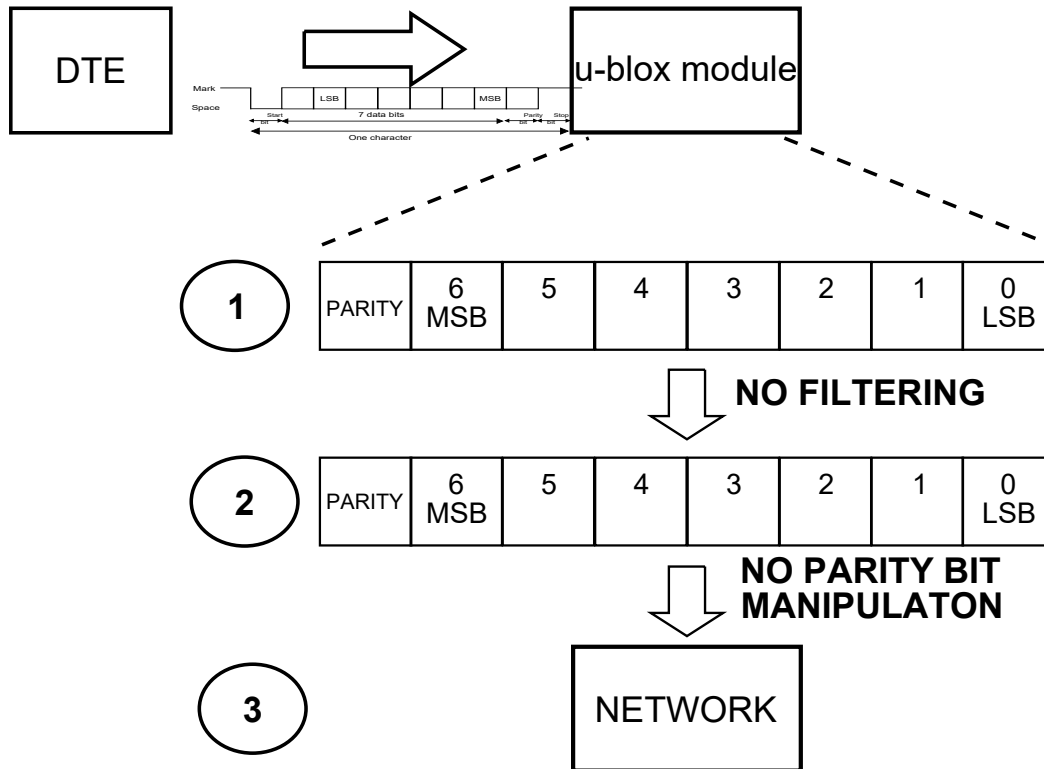 DTE
u-blox module
Mark
Space
LSB
MSB
Start bit
7 data bits
Parity bit
Stop bit
One character
1
PARITY
6 MSB
5
4
3
2
1
0 LSB
NO FILTERING
2
PARITY
6 MSB
5
4
3
2
1
0 LSB
NO PARITY BIT
MANIPULATON
3
NETWORK